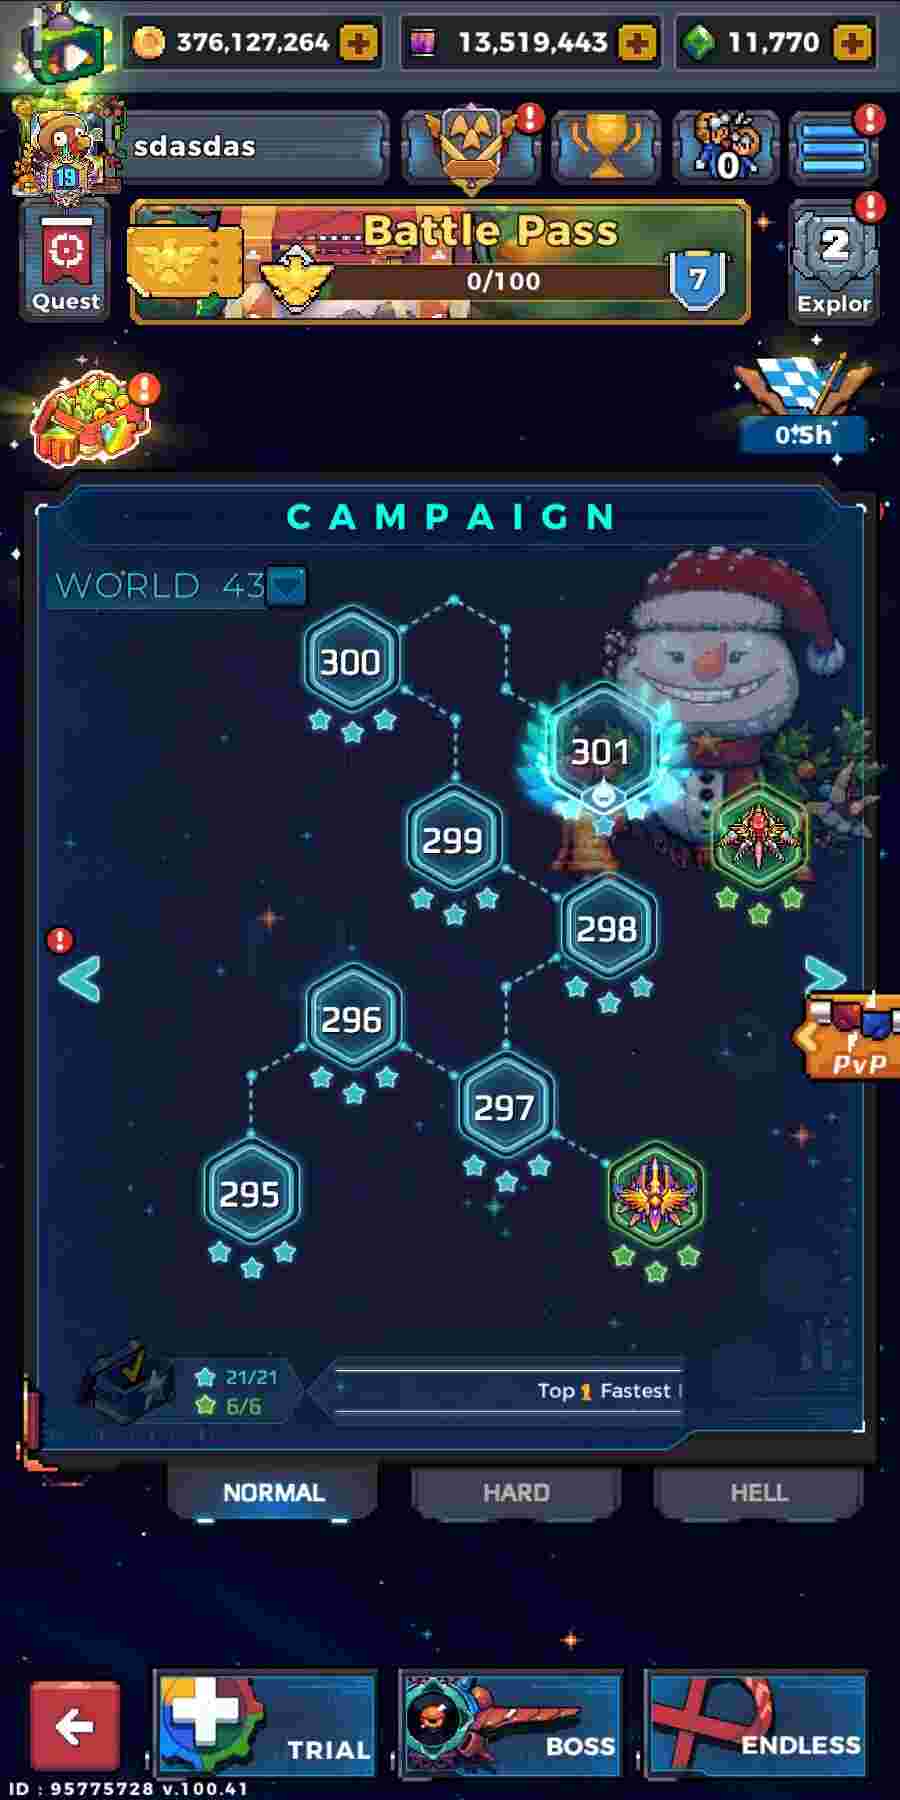 376,127,264
13,519,443
11,770
19
sdasdas
0
Quest
Battle Pass
0/100
7
2
Explor
0.5h
CAMPAIGN
WORLD 43
300
301
299
298
296
297
295
PvP
21/21
6/6
Top 1 Fastest
NORMAL
HARD
HELL
TRIAL
BOSS
ENDLESS
ID : 95775728 v.100.41